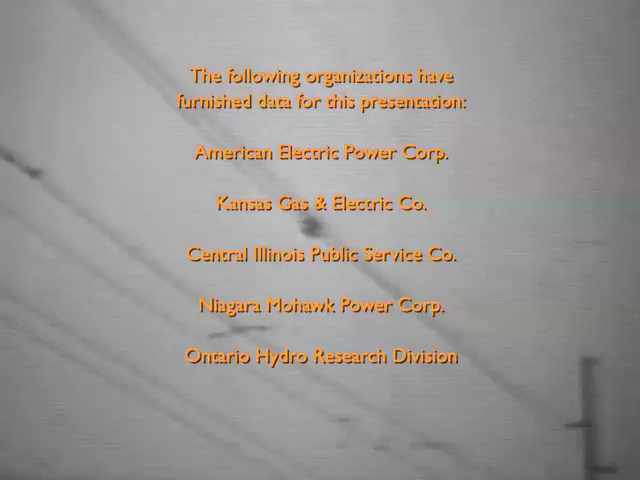 The following organizations have
furnished data for this presentation:
American Electric Power Corp.
Kansas Gas & Electric Co.
Central Illinois Public Service Co.
Niagara Mohawk Power Corp.
Ontario Hydro Research Division